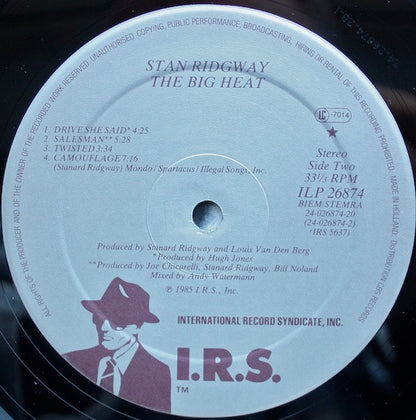 STAN RIDGWAY
THE BIG HEAT
1. DRIVE SHE SAID* 4:25
2. SALESMAN** 5:28
3. TWISTED 3:34
4. CAMOUFLAGE 7:16
(Stanard Ridgway) Mondo/Spartacus/Illegal Songs, Inc.
LC -7014
★
Stereo
Side Two
33⅓ RPM
ILP 26874
BIEM/STEMRA
24-026874-20
(24-026874-2)
(IRS 5637)
Produced by Stanard Ridgway and Louis Van Den Berg
*Produced by Hugh Jones
**Produced by Joe Chiccarelli, Stanard Ridgway, Bill Noland
Mixed by Andy Watermann
℗ 1985 I.R.S., Inc.
INTERNATIONAL RECORD SYNDICATE, INC.
I.R.S.
TM
ALL RIGHTS OF THE PRODUCER AND OF THE OWNER OF THE RECORDED WORK RESERVED UNAUTHORISED COPYING, PUBLIC PERFORMANCE, BROADCASTING, HIRING OR RENTAL OF THIS RECORD PROHIBITED. MADE IN HOLLAND. DISTRIBUTION CBS RECORDS